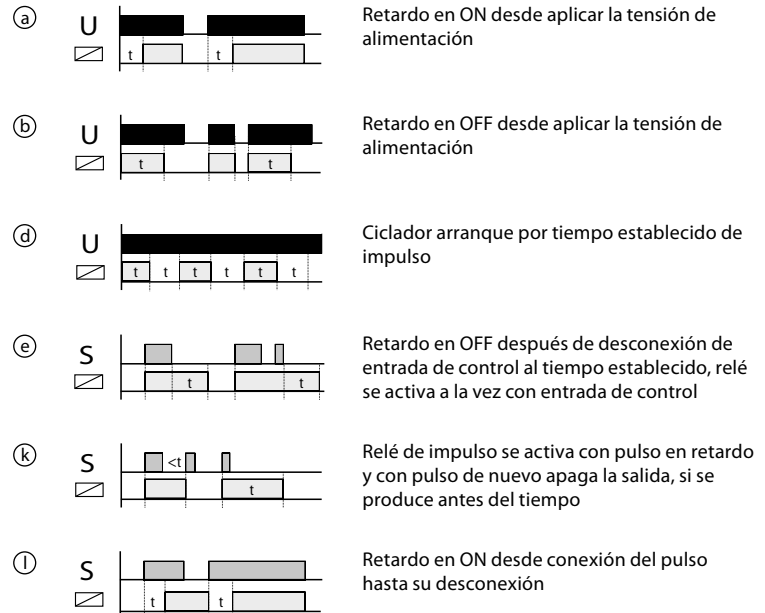 a
U
Retardo en ON desde aplicar la tensión de
alimentación
t t
b
U
Retardo en OFF desde aplicar la tensión de
alimentación
t t
d
U
Ciclador arranque por tiempo establecido de
impulso
t t t t t t
e
S
Retardo en OFF después de desconexión de
entrada de control al tiempo establecido, relé
se activa a la vez con entrada de control
t t
k
S
<t
Relé de impulso se activa con pulso en retardo
y con pulso de nuevo apaga la salida, si se
produce antes del tiempo
t
l
S
Retardo en ON desde conexión del pulso
hasta su desconexión
t t